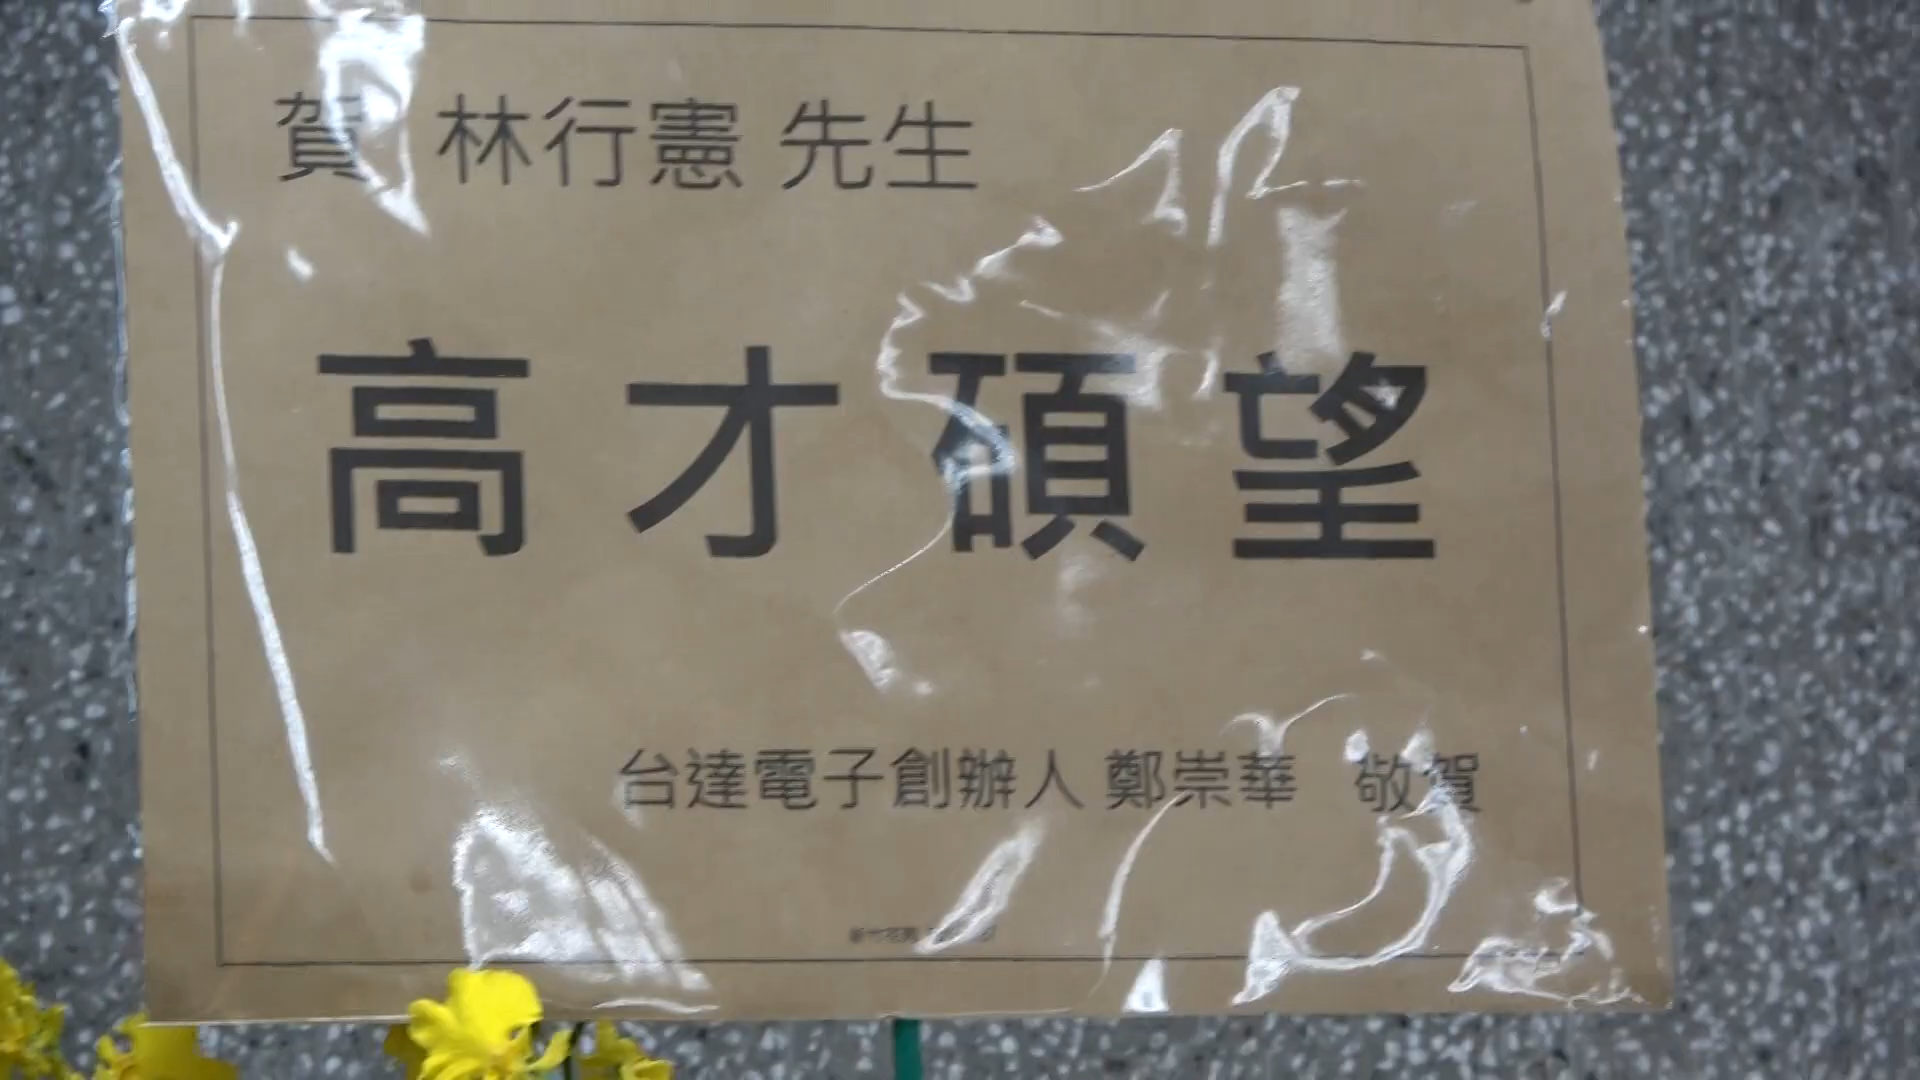 賀 林行憲 先生
高才碩望
台達電子創辦人 鄭崇華 敬賀